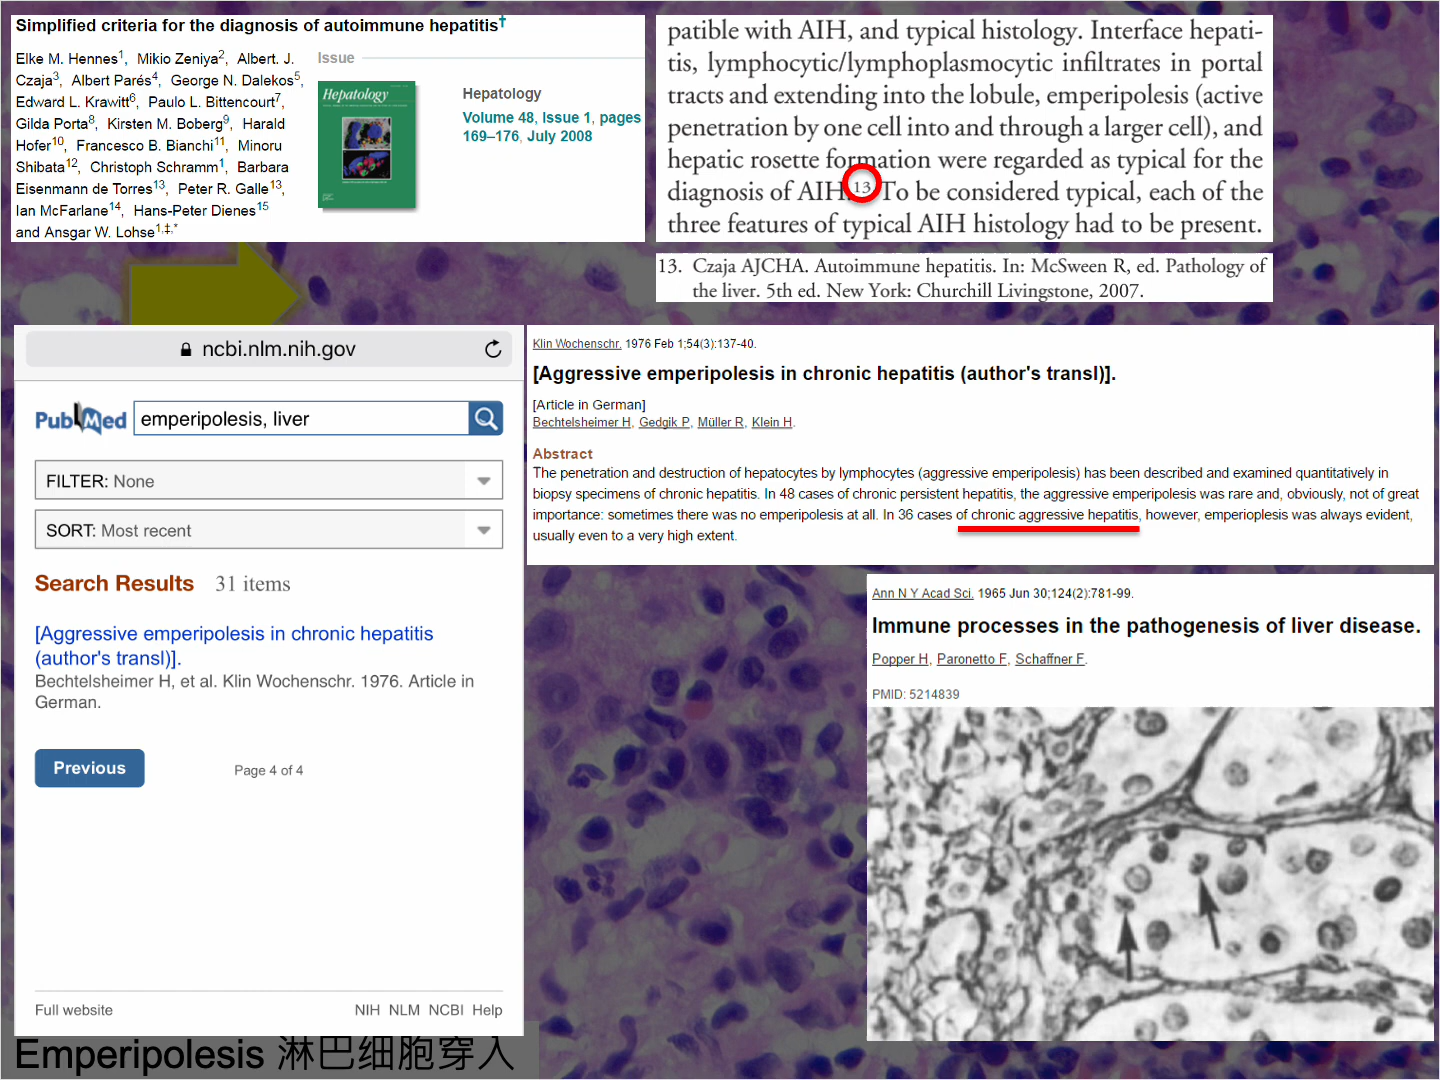 Simplified criteria for the diagnosis of autoimmune hepatitis†
Elke M. Hennes1, Mikio Zeniya2, Albert. J.
Czaja3, Albert Parés4, George N. Dalekos5,
Edward L. Krawitt6, Paulo L. Bittencourt7,
Gilda Porta8, Kirsten M. Boberg9, Harald
Hofer10, Francesco B. Bianchi11, Minoru
Shibata12, Christoph Schramm1, Barbara
Eisenmann de Torres13, Peter R. Galle13,
Ian McFarlane14, Hans-Peter Dienes15
and Ansgar W. Lohse1,‡,*
Issue
Hepatology
Hepatology
Volume 48, Issue 1, pages
169–176, July 2008
patible with AIH, and typical histology. Interface hepati-
tis, lymphocytic/lymphoplasmocytic infiltrates in portal
tracts and extending into the lobule, emperipolesis (active
penetration by one cell into and through a larger cell), and
hepatic rosette formation were regarded as typical for the
diagnosis of AIH.13 To be considered typical, each of the
three features of typical AIH histology had to be present.
13. Czaja AJCHA. Autoimmune hepatitis. In: McSween R, ed. Pathology of
the liver. 5th ed. New York: Churchill Livingstone, 2007.
ncbi.nlm.nih.gov
PubMed
emperipolesis, liver
FILTER: None
SORT: Most recent
Search Results 31 items
[Aggressive emperipolesis in chronic hepatitis
(author's transl)].
Bechtelsheimer H, et al. Klin Wochenschr. 1976. Article in
German.
Previous
Page 4 of 4
Full website
NIH NLM NCBI Help
Klin Wochenschr. 1976 Feb 1;54(3):137-40.
[Aggressive emperipolesis in chronic hepatitis (author's transl)].
[Article in German]
Bechtelsheimer H, Gedgik P, Müller R, Klein H.
Abstract
The penetration and destruction of hepatocytes by lymphocytes (aggressive emperipolesis) has been described and examined quantitatively in
biopsy specimens of chronic hepatitis. In 48 cases of chronic persistent hepatitis, the aggressive emperipolesis was rare and, obviously, not of great
importance: sometimes there was no emperipolesis at all. In 36 cases of chronic aggressive hepatitis, however, emperioplesis was always evident,
usually even to a very high extent.
Ann N Y Acad Sci. 1965 Jun 30;124(2):781-99.
Immune processes in the pathogenesis of liver disease.
Popper H, Paronetto F, Schaffner F.
PMID: 5214839
Emperipolesis 淋巴细胞穿入